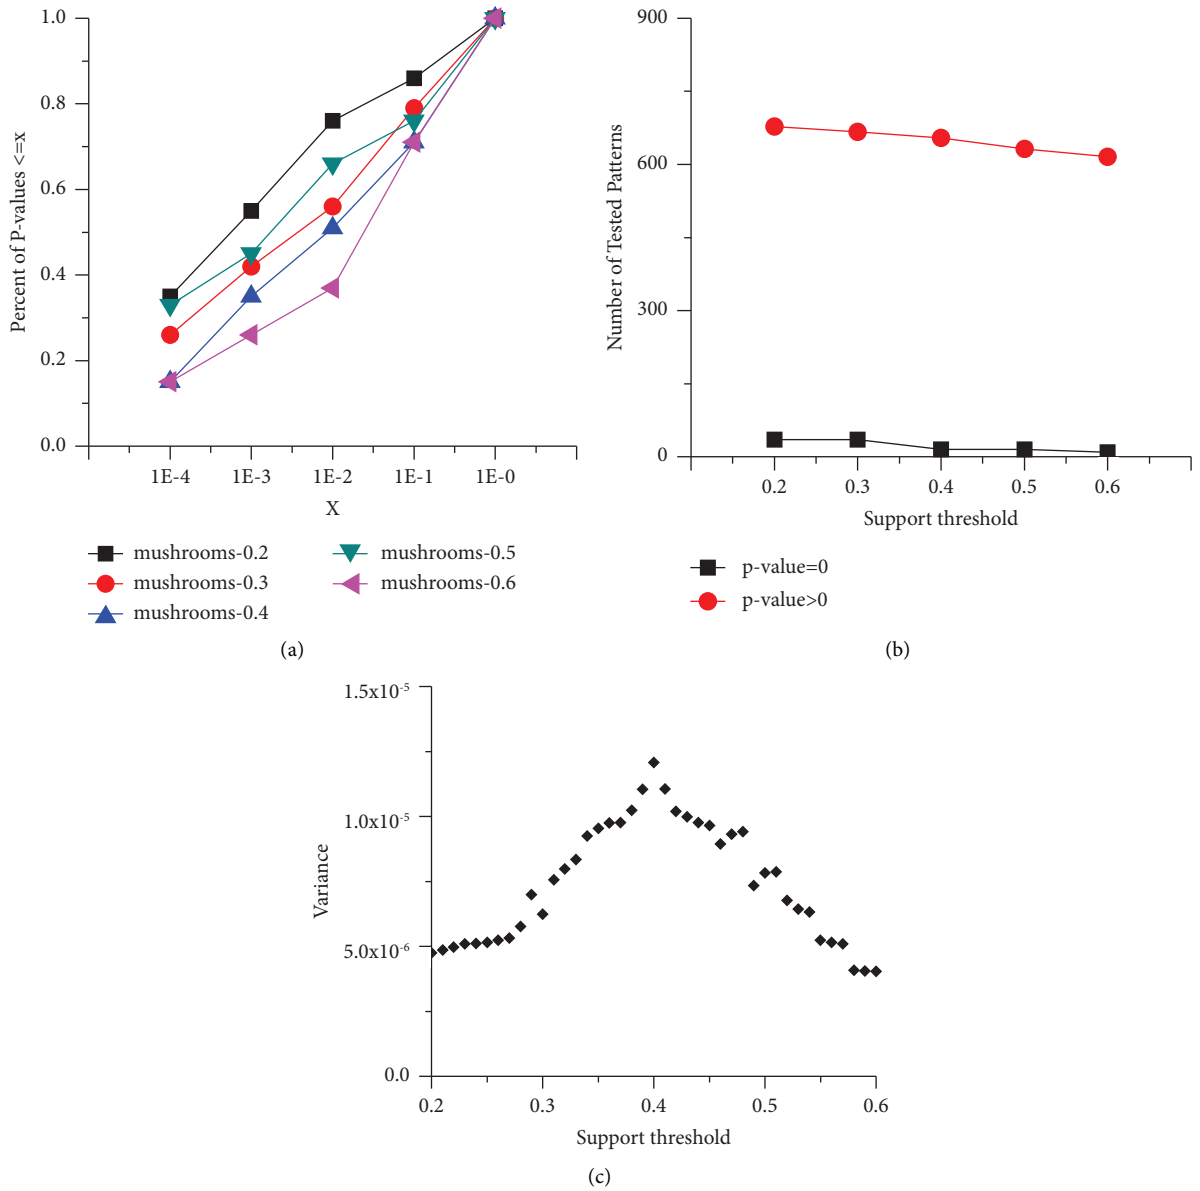 1.0
0.8
0.6
0.4
0.2
0.0
Percent of P-values <=x
1E-4 1E-3 1E-2 1E-1 1E-0
X
mushrooms-0.2
mushrooms-0.3
mushrooms-0.4
mushrooms-0.5
mushrooms-0.6
(a)
900
600
300
0
Number of Tested Patterns
0.2 0.3 0.4 0.5 0.6
Support threshold
p-value=0
p-value>0
(b)
1.5x10-5
1.0x10-5
5.0x10-6
0.0
Variance
0.2 0.3 0.4 0.5 0.6
Support threshold
(c)